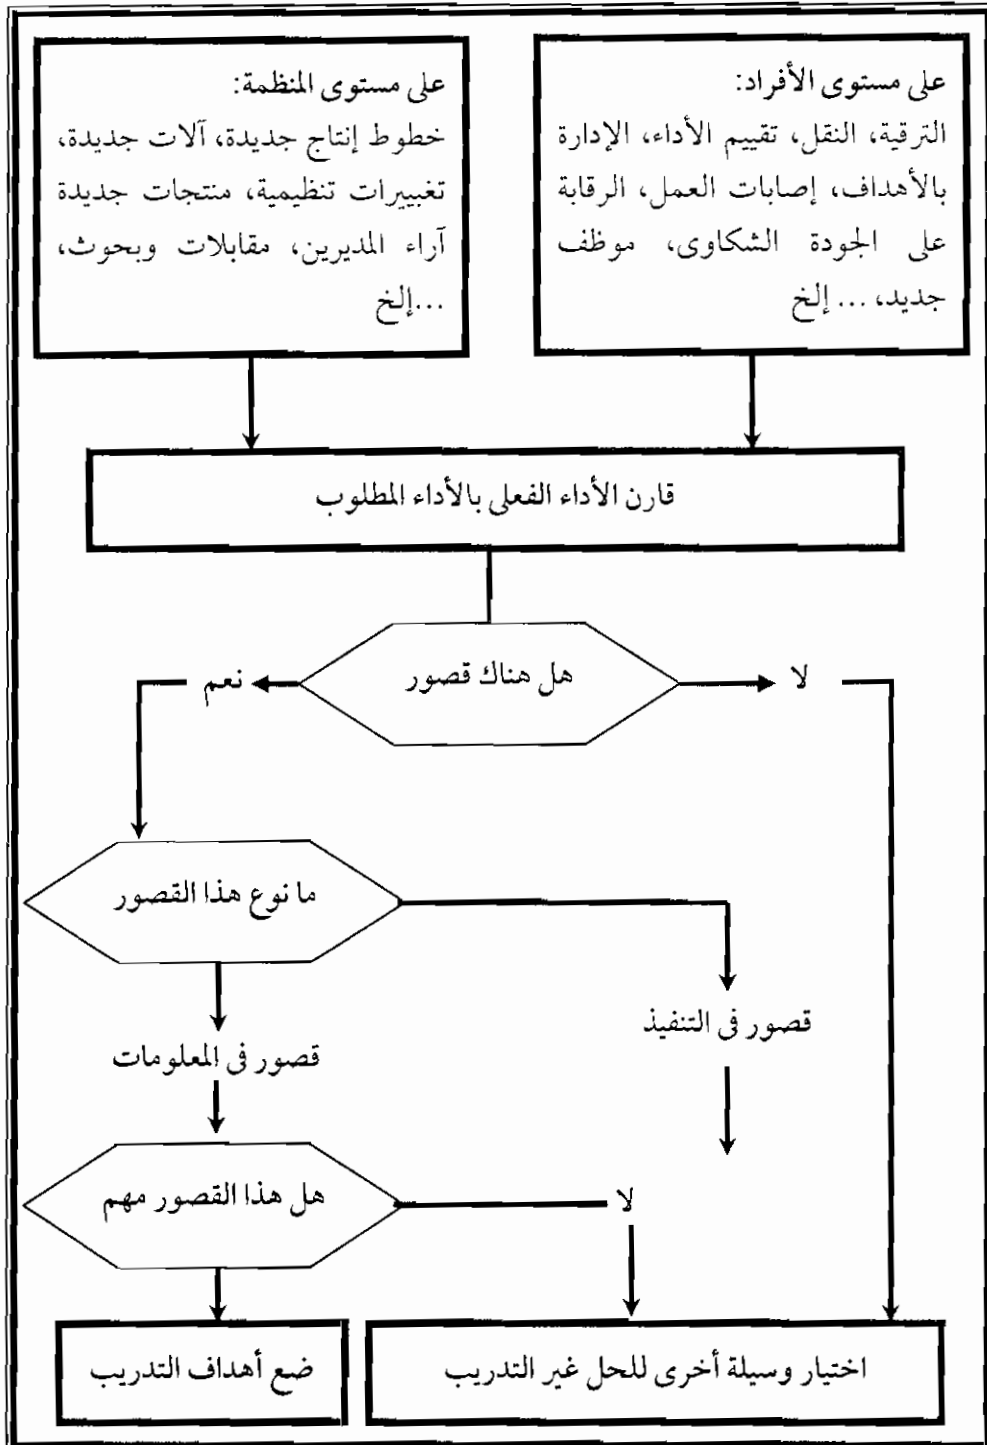 على مستوى الأفراد:
الترقية، النقل، تقييم الأداء، الإدارة
بالأهداف، إصابات العمل، الرقابة
على الجودة الشكاوى، موظف
جديد، ... إلخ
على مستوى المنظمة:
خطوط إنتاج جديدة، آلات جديدة،
تغييرات تنظيمية، منتجات جديدة
آراء المديرين، مقابلات وبحوث،
...إلخ
قارن الأداء الفعلى بالأداء المطلوب
هل هناك قصور
لا
نعم
ما نوع هذا القصور
قصور فى التنفيذ
قصور فى المعلومات
هل هذا القصور مهم
لا
اختيار وسيلة أخرى للحل غير التدريب
ضع أهداف التدريب